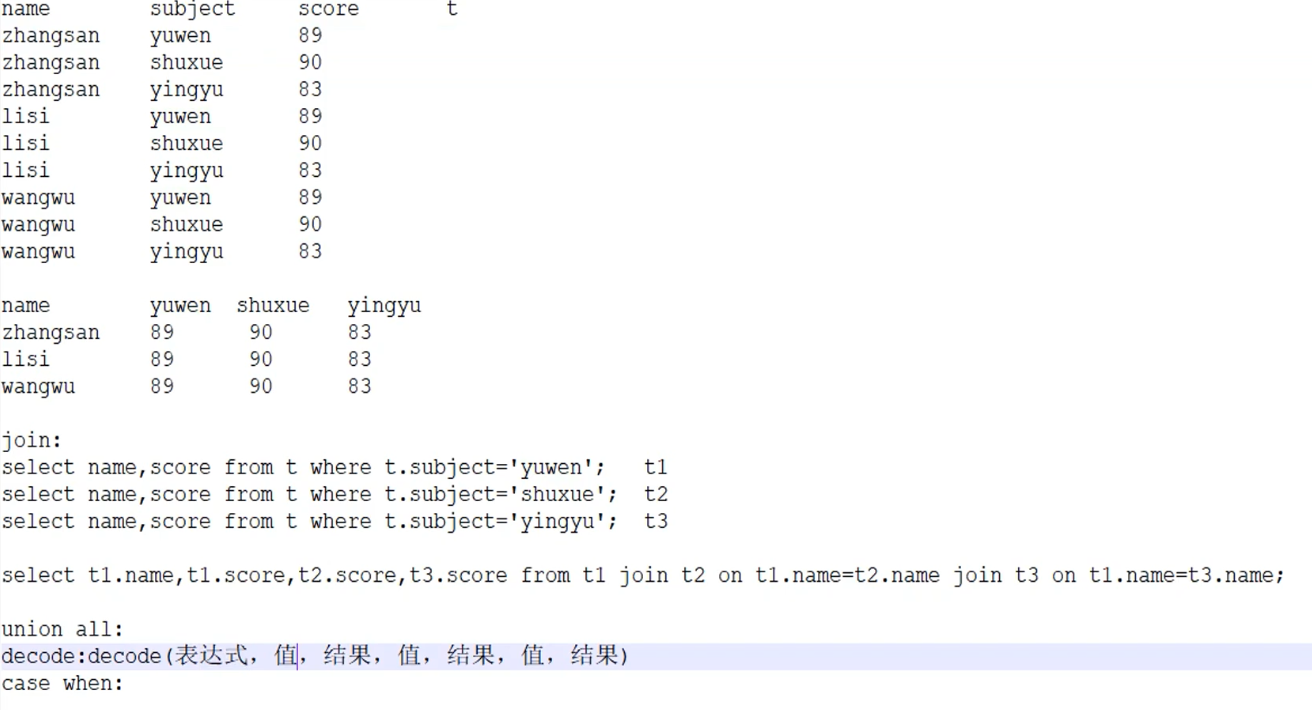 name subject score t
zhangsan yuwen 89
zhangsan shuxue 90
zhangsan yingyu 83
lisi yuwen 89
lisi shuxue 90
lisi yingyu 83
wangwu yuwen 89
wangwu shuxue 90
wangwu yingyu 83
name yuwen shuxue yingyu
zhangsan 89 90 83
lisi 89 90 83
wangwu 89 90 83
join:
select name,score from t where t.subject='yuwen'; t1
select name,score from t where t.subject='shuxue'; t2
select name,score from t where t.subject='yingyu'; t3
select t1.name,t1.score,t2.score,t3.score from t1 join t2 on t1.name=t2.name join t3 on t1.name=t3.name;
union all:
decode:decode(表达式，值，结果，值，结果，值，结果)
case when: